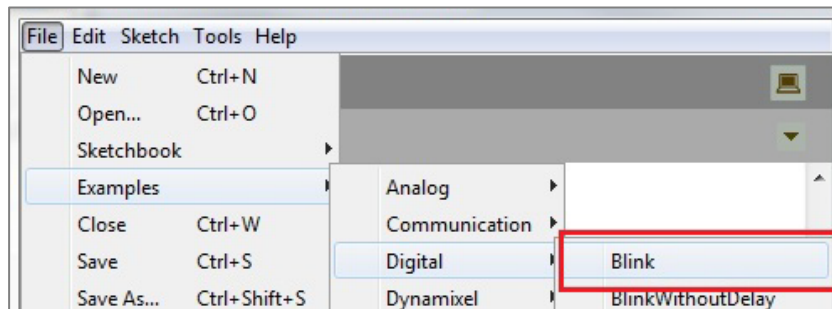 File Edit Sketch Tools Help
New Ctrl+N
Open... Ctrl+O
Sketchbook
Examples Analog
Close Ctrl+W Communication
Save Ctrl+S Digital Blink
Save As... Ctrl+Shift+S Dynamixel BlinkWithoutDelay